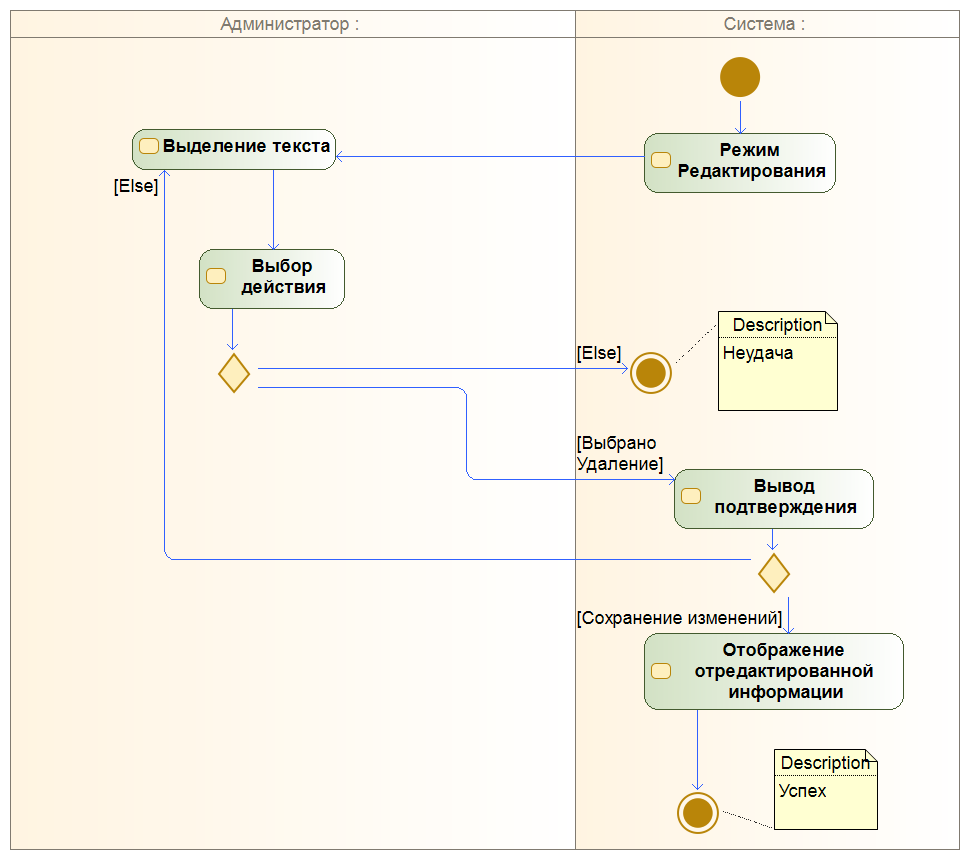 Администратор :
Система :
Режим
Редактирования
Выделение текста
[Else]
Выбор
действия
Description
Неудача
[Else]
[Выбрано
Удаление]
Вывод
подтверждения
[Сохранение изменений]
Отображение
отредактированной
информации
Description
Успех